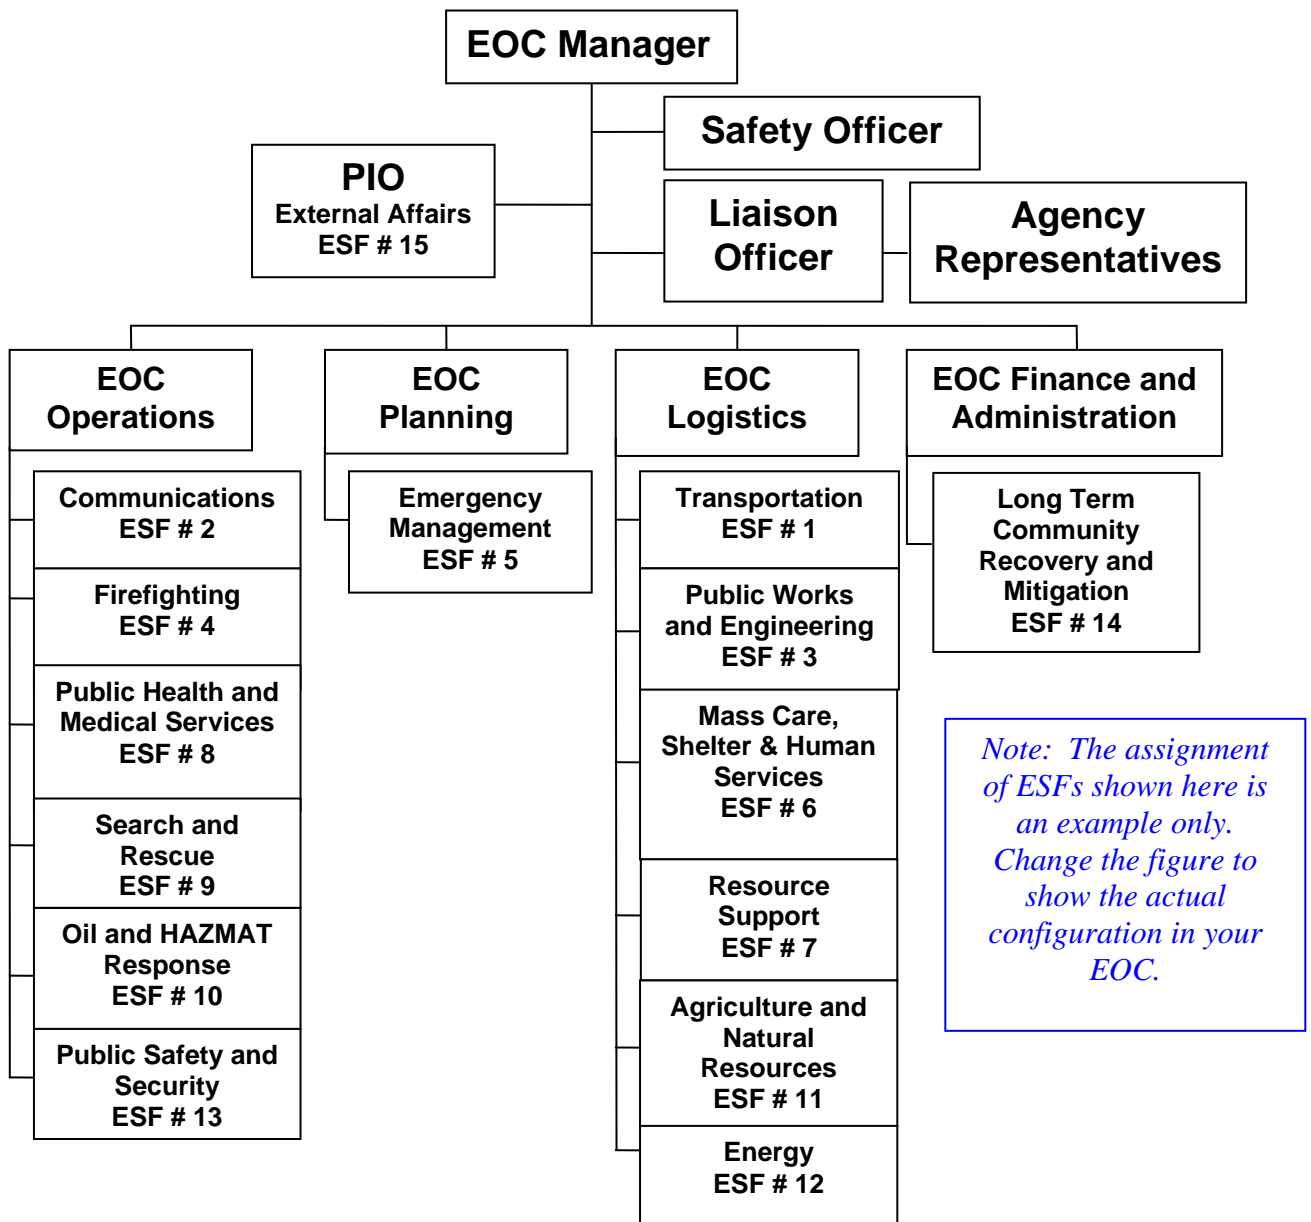 EOC Manager
Safety Officer
PIO
External Affairs
ESF # 15
Liaison
Officer
Agency
Representatives
EOC
Operations
Communications
ESF # 2
Firefighting
ESF # 4
Public Health and
Medical Services
ESF # 8
Search and
Rescue
ESF # 9
Oil and HAZMAT
Response
ESF # 10
Public Safety and
Security
ESF # 13
EOC
Planning
Emergency
Management
ESF # 5
EOC
Logistics
Transportation
ESF # 1
Public Works
and Engineering
ESF # 3
Mass Care,
Shelter & Human
Services
ESF # 6
Resource
Support
ESF # 7
Agriculture and
Natural
Resources
ESF # 11
Energy
ESF # 12
EOC Finance and
Administration
Long Term
Community
Recovery and
Mitigation
ESF # 14
Note: The assignment
of ESFs shown here is
an example only.
Change the figure to
show the actual
configuration in your
EOC.